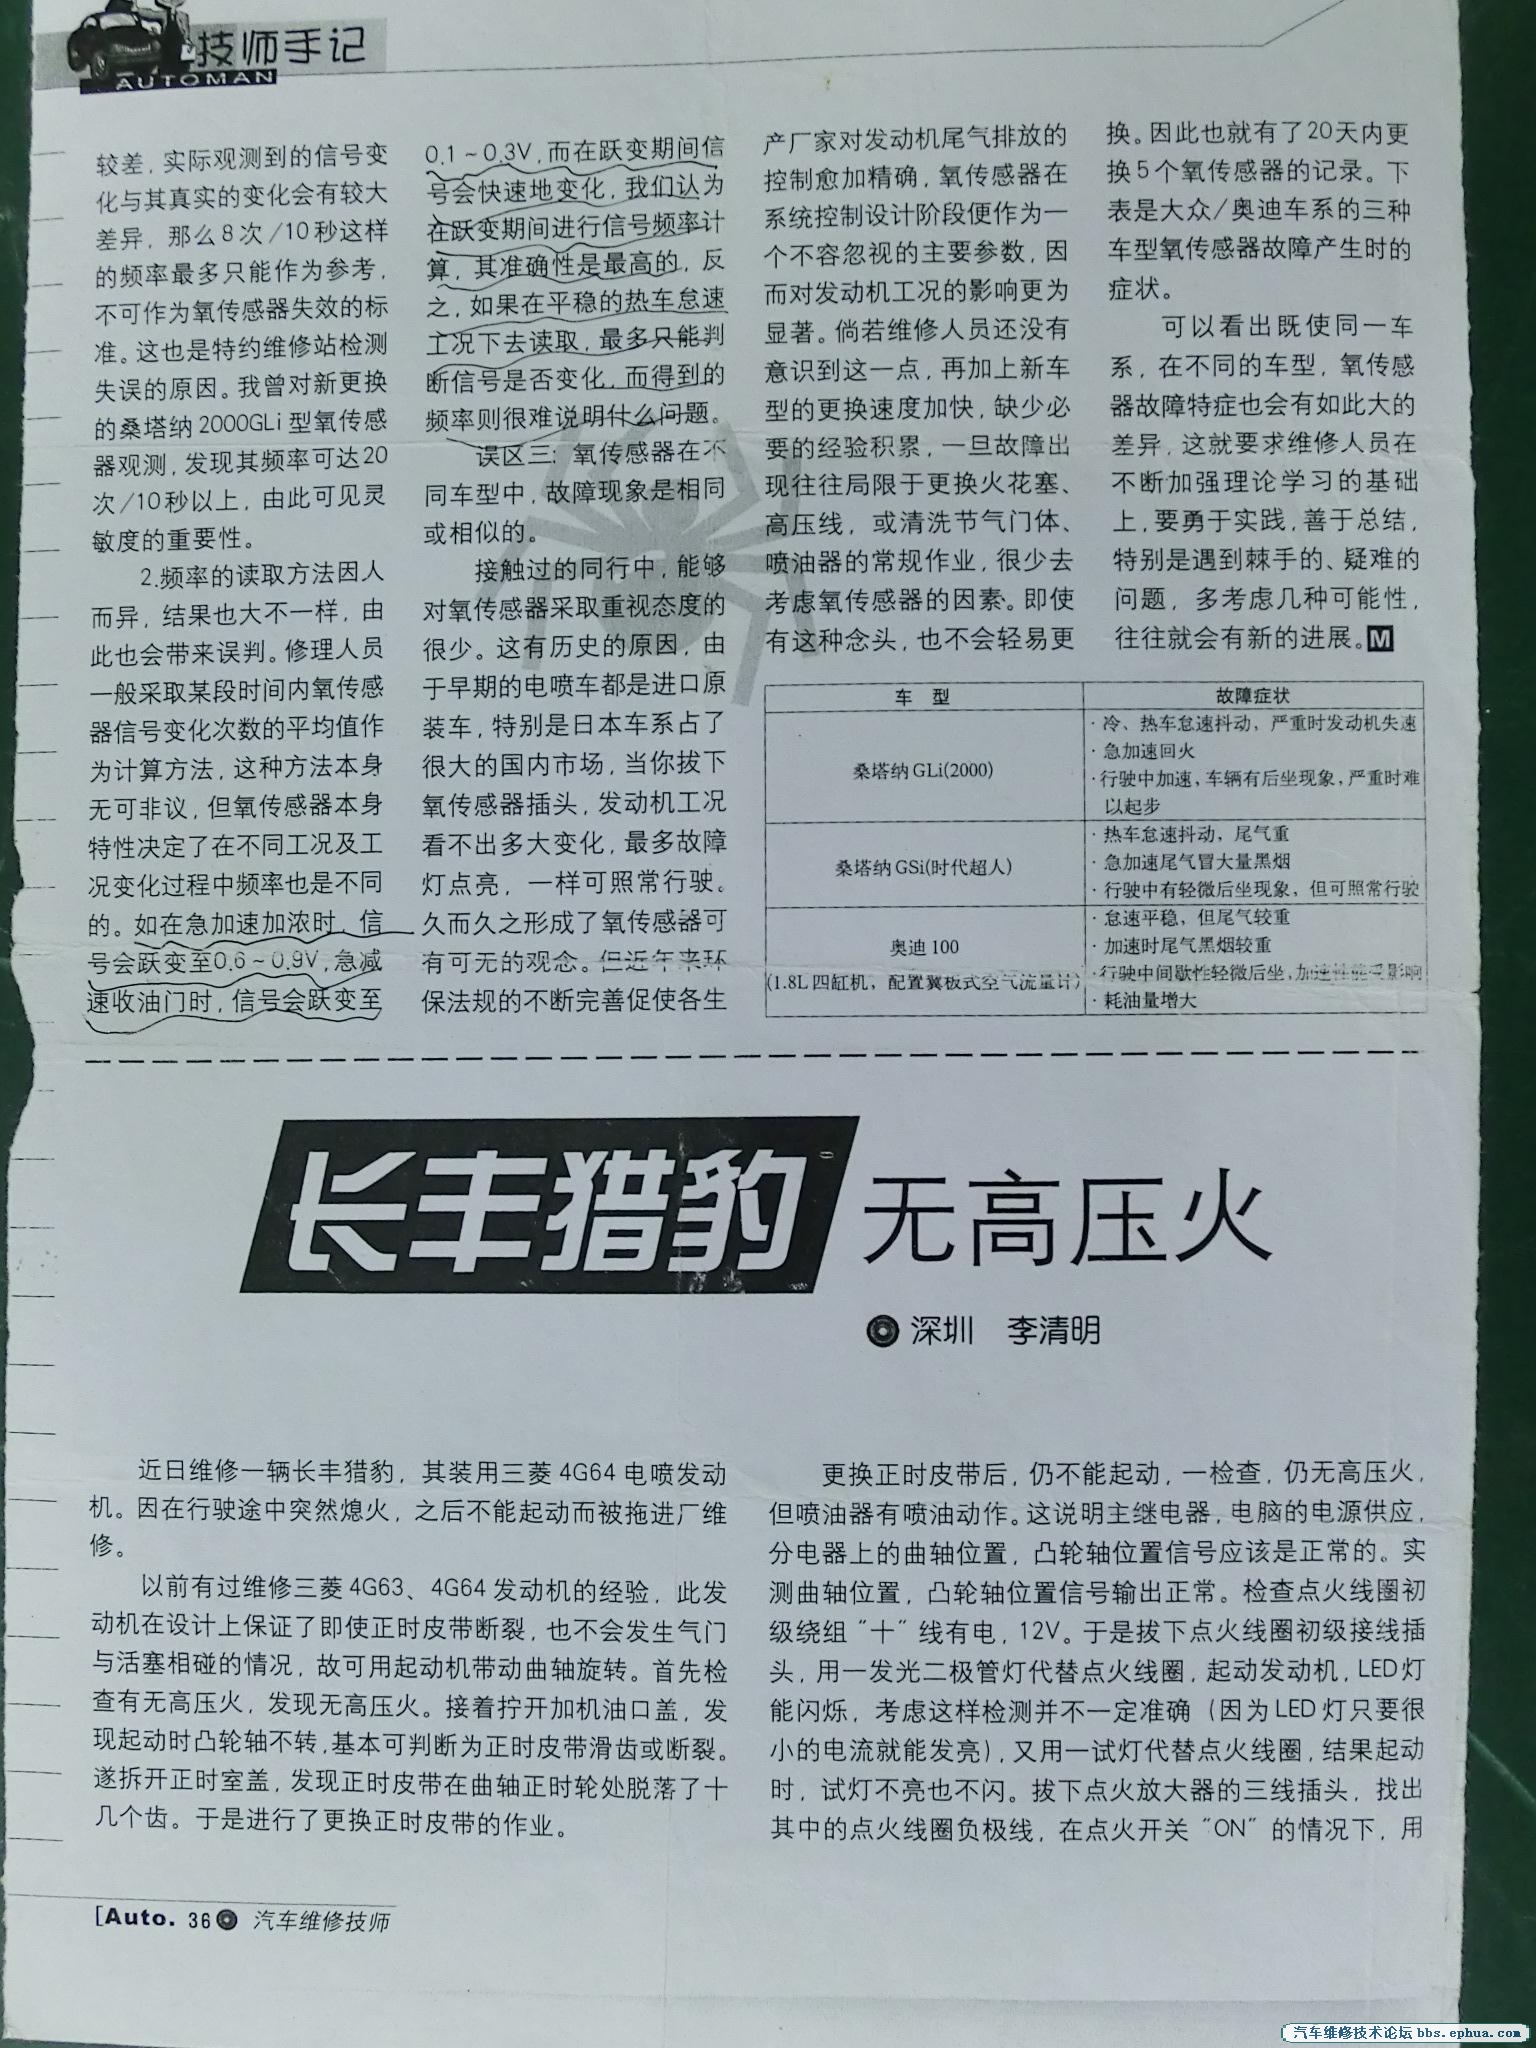 技师手记
AUTOMAN
较差，实际观测到的信号变
化与其真实的变化会有较大
差异，那么8次/10秒这样
的频率最多只能作为参考，
不可作为氧传感器失效的标
准。这也是特约维修站检测
失误的原因。我曾对新更换
的桑塔纳2000GLi型氧传感
器观测，发现其频率可达20
次/10秒以上，由此可见灵
敏度的重要性。
2.频率的读取方法因人
而异，结果也大不一样，由
此也会带来误判。修理人员
一般采取某段时间内氧传感
器信号变化次数的平均值作
为计算方法，这种方法本身
无可非议，但氧传感器本身
特性决定了在不同工况及工
况变化过程中频率也是不同
的。如在急加速加浓时，信
号会跃变至0.6~0.9V，急减
速收油门时，信号会跃变至
0.1~0.3V，而在跃变期间信
号会快速地变化，我们认为
在跃变期间进行信号频率计
算，其准确性是最高的，反
之，如果在平稳的热车怠速
工况下去读取，最多只能判
断信号是否变化，而得到的
频率则很难说明什么问题。
误区三：氧传感器在不
同车型中，故障现象是相同
或相似的。
接触过的同行中，能够
对氧传感器采取重视态度的
很少。这有历史的原因，由
于早期的电喷车都是进口原
装车，特别是日本车系占了
很大的国内市场，当你拔下
氧传感器插头，发动机工况
看不出多大变化，最多故障
灯点亮，一样可照常行驶。
久而久之形成了氧传感器可
有可无的观念。但近年来环
保法规的不断完善促使各生
产厂家对发动机尾气排放的
控制愈加精确，氧传感器在
系统控制设计阶段便作为一
个不容忽视的主要参数，因
而对发动机工况的影响更为
显著。倘若维修人员还没有
意识到这一点，再加上新车
型的更换速度加快，缺少必
要的经验积累，一旦故障出
现往往局限于更换火花塞、
高压线，或清洗节气门体、
喷油器的常规作业，很少去
考虑氧传感器的因素。即使
有这种念头，也不会轻易更
换。因此也就有了20天内更
换5个氧传感器的记录。下
表是大众/奥迪车系的三种
车型氧传感器故障产生时的
症状。
可以看出既使同一车
系，在不同的车型，氧传感
器故障特征也会有如此大的
差异，这就要求维修人员在
不断加强理论学习的基础
上，要勇于实践，善于总结，
特别是遇到棘手的、疑难的
问题，多考虑几种可能性，
往往就会有新的进展。M
车 型 故障症状
桑塔纳GLi(2000)
·冷、热车怠速抖动，严重时发动机失速
·急加速回火
·行驶中加速，车辆有后坐现象，严重时难
以起步
桑塔纳GSi(时代超人)
·热车怠速抖动，尾气重
·急加速尾气冒大量黑烟
·行驶中有轻微后坐现象，但可照常行驶
奥迪100
(1.8L四缸机，配置翼板式空气流量计)
·怠速平稳，但尾气较重
·加速时尾气黑烟较重
·行驶中间歇性轻微后坐，加速性能受影响
·耗油量增大
长丰猎豹 无高压火
深圳 李清明
近日维修一辆长丰猎豹，其装用三菱4G64电喷发动
机。因在行驶途中突然熄火，之后不能起动而被拖进厂维
修。
以前有过维修三菱4G63、4G64发动机的经验，此发
动机在设计上保证了即使正时皮带断裂，也不会发生气门
与活塞相碰的情况，故可用起动机带动曲轴旋转。首先检
查有无高压火，发现无高压火。接着拧开加机油口盖，发
现起动时凸轮轴不转，基本可判断为正时皮带滑齿或断裂。
遂拆开正时室盖，发现正时皮带在曲轴正时轮处脱落了十
几个齿。于是进行了更换正时皮带的作业。
更换正时皮带后，仍不能起动，一检查，仍无高压火，
但喷油器有喷油动作。这说明主继电器，电脑的电源供应，
分电器上的曲轴位置，凸轮轴位置信号应该是正常的。实
测曲轴位置，凸轮轴位置信号输出正常。检查点火线圈初
级绕组“十”线有电，12V。于是拔下点火线圈初级接线插
头，用一发光二极管灯代替点火线圈，起动发动机，LED灯
能闪烁，考虑这样检测并不一定准确（因为LED灯只要很
小的电流就能发亮），又用一试灯代替点火线圈，结果起动
时，试灯不亮也不闪。拔下点火放大器的三线插头，找出
其中的点火线圈负极线，在点火开关“ON”的情况下，用
[Auto. 36 汽车维修技师
汽车维修技术论坛 bbs.ephua.com